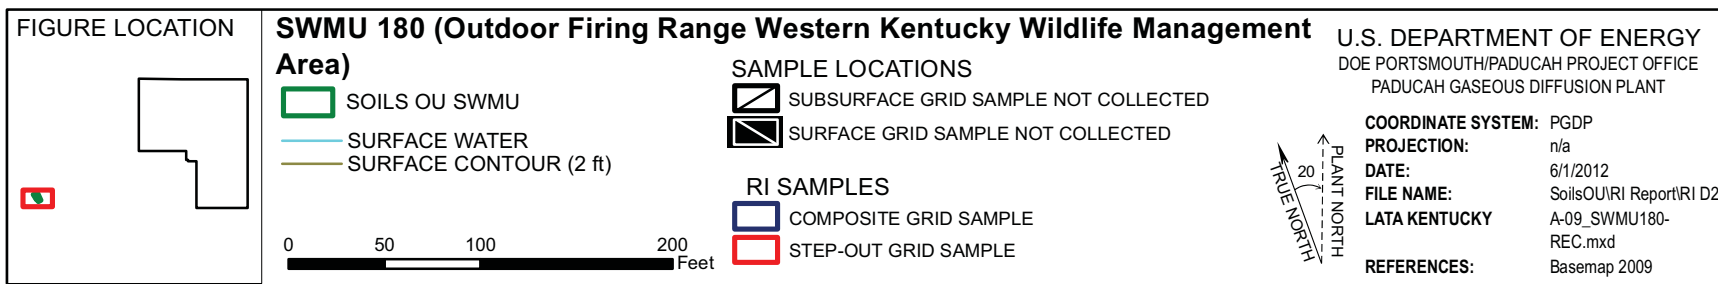 FIGURE LOCATION
SWMU 180 (Outdoor Firing Range Western Kentucky Wildlife Management
Area)
SOILS OU SWMU
SURFACE WATER
SURFACE CONTOUR (2 ft)
0 50 100 200
Feet
SAMPLE LOCATIONS
SUBSURFACE GRID SAMPLE NOT COLLECTED
SURFACE GRID SAMPLE NOT COLLECTED
RI SAMPLES
COMPOSITE GRID SAMPLE
STEP-OUT GRID SAMPLE
TRUE NORTH
20
PLANT NORTH
U.S. DEPARTMENT OF ENERGY
DOE PORTSMOUTH/PADUCAH PROJECT OFFICE
PADUCAH GASEOUS DIFFUSION PLANT
COORDINATE SYSTEM: PGDP
PROJECTION: n/a
DATE: 6/1/2012
FILE NAME: SoilsOU\RI Report\RI D2
LATA KENTUCKY A-09_SWMU180-
REC.mxd
REFERENCES: Basemap 2009